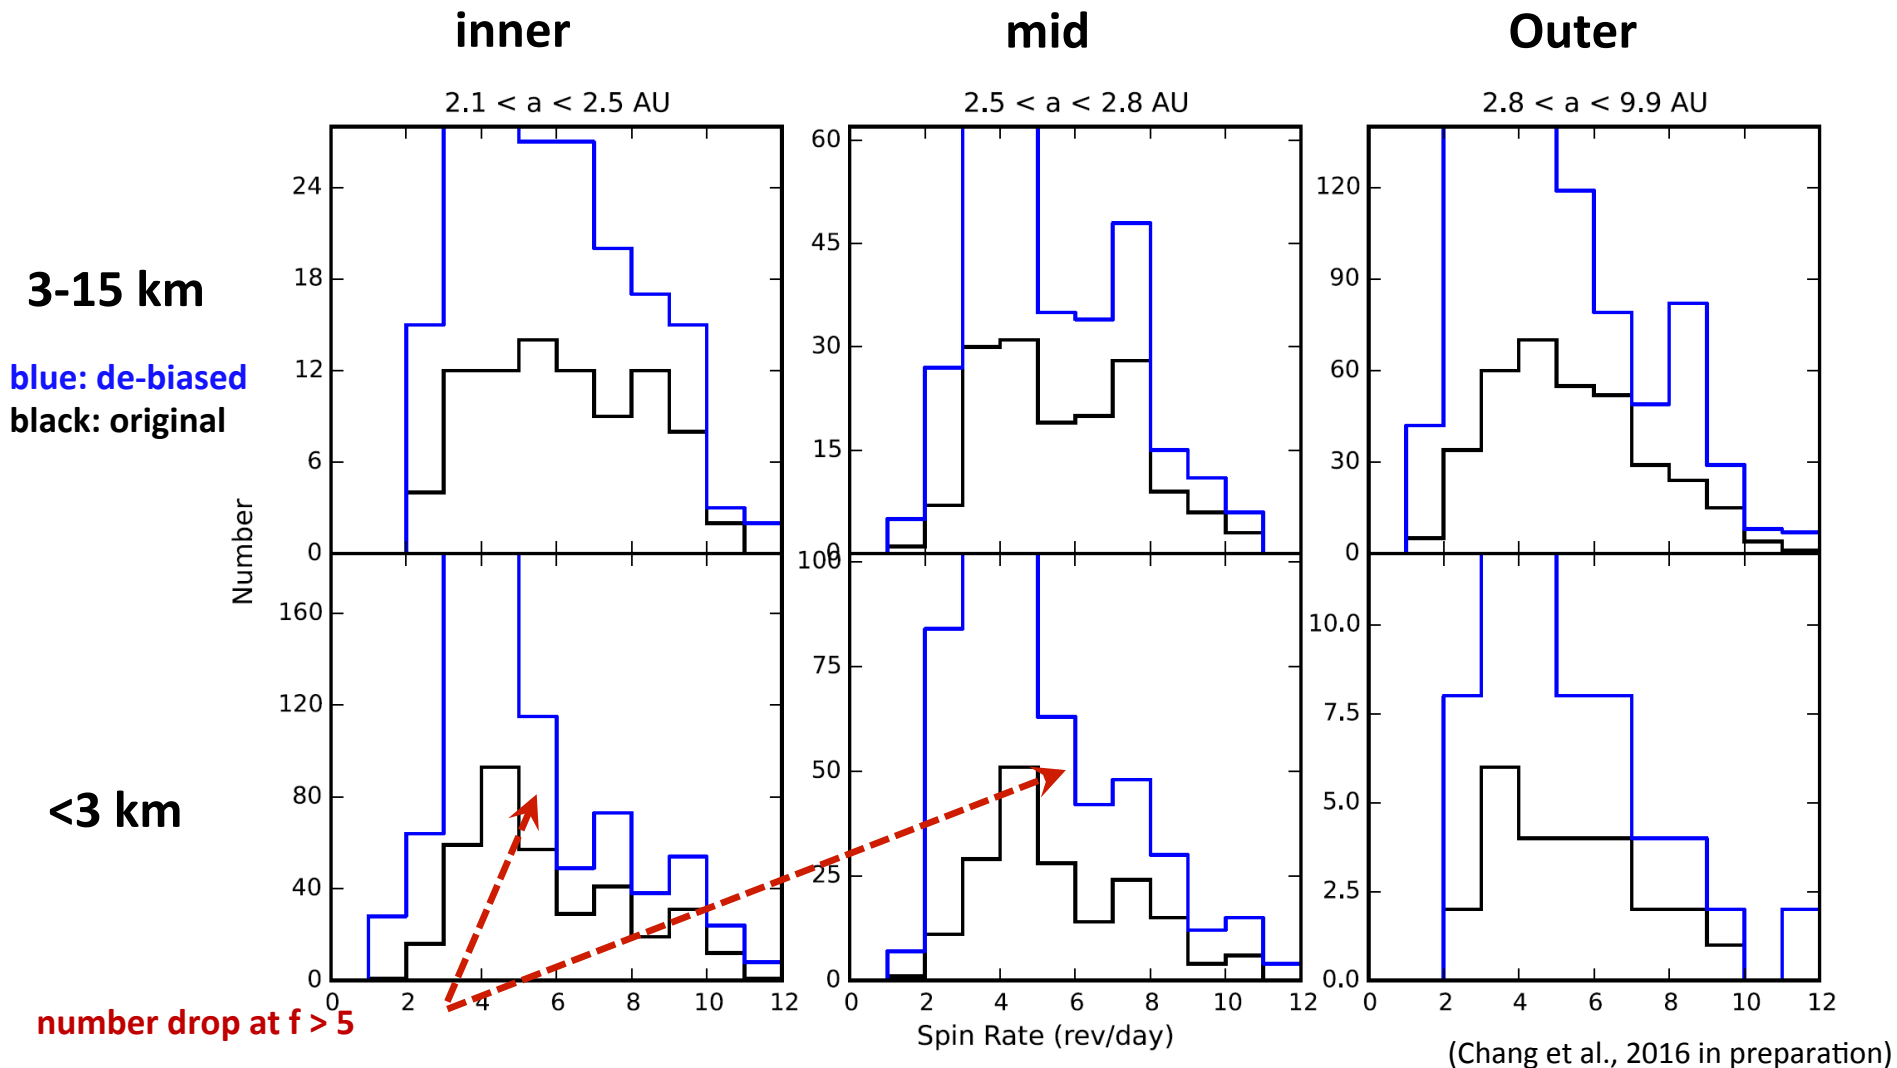 inner
mid
Outer
2.1 < a < 2.5 AU
2.5 < a < 2.8 AU
2.8 < a < 9.9 AU
3-15 km
blue: de-biased
black: original
<3 km
number drop at f > 5
Number
24
18
12
6
0
60
45
30
15
0
120
90
60
30
0
160
120
80
40
0
100
75
50
25
0
10.0
7.5
5.0
2.5
0.0
0 2 4 6 8 10 12
0 2 4 6 8 10 12
0 2 4 6 8 10 12
Spin Rate (rev/day)
(Chang et al., 2016 in preparation)